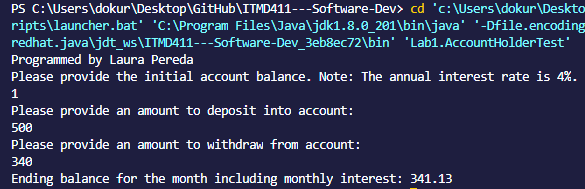 PS C:\Users\dokur\Desktop\GitHub\ITMD411---Software-Dev> cd 'c:\Users\dokur\Deskto
ripts\launcher.bat' 'C:\Program Files\Java\jdk1.8.0_201\bin\java' '-Dfile.encoding
redhat.java\jdt_ws\ITMD411---Software-Dev_3eb8ec72\bin' 'Lab1.AccountHolderTest'
Programmed by Laura Pereda
Please provide the initial account balance. Note: The annual interest rate is 4%.
1
Please provide an amount to deposit into account:
500
Please provide an amount to withdraw from account:
340
Ending balance for the month including monthly interest: 341.13